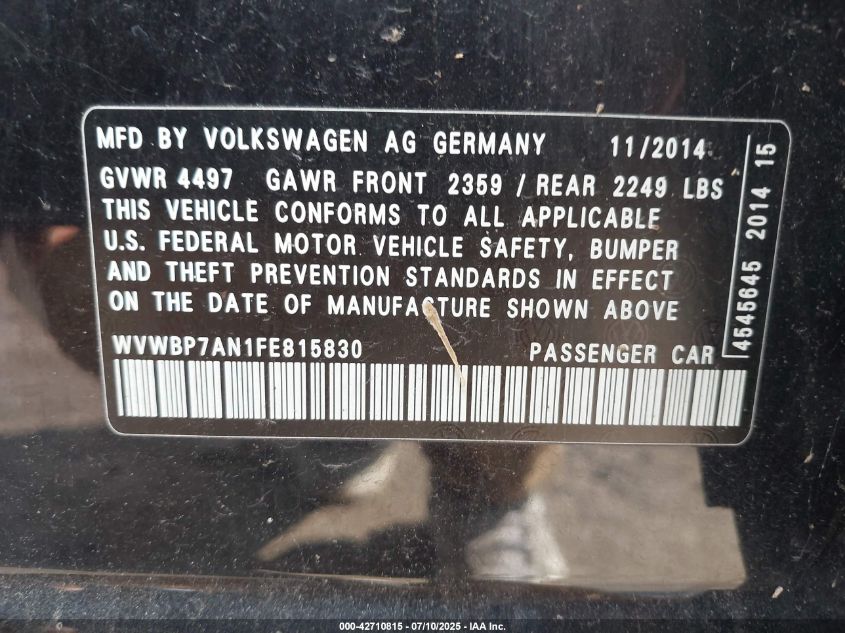 MFD BY VOLKSWAGEN AG GERMANY 11/2014
GVWR 4497 GAWR FRONT 2359 / REAR 2249 LBS
THIS VEHICLE CONFORMS TO ALL APPLICABLE
U.S. FEDERAL MOTOR VEHICLE SAFETY, BUMPER
AND THEFT PREVENTION STANDARDS IN EFFECT
ON THE DATE OF MANUFACTURE SHOWN ABOVE
WVWBP7AN1FE815830 PASSENGER CAR
4545645 2014 15
000-42710815 - 07/10/2025 - IAA Inc.